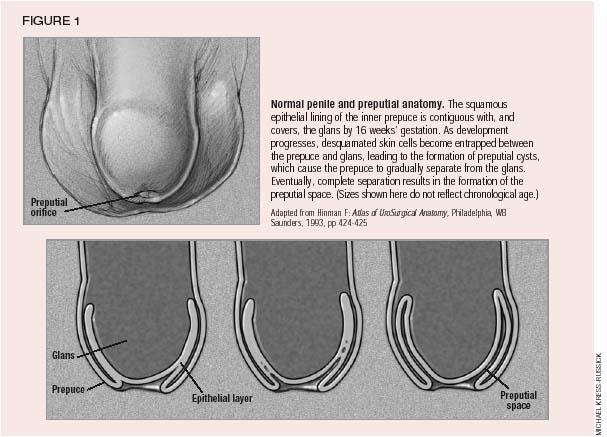 FIGURE 1
Normal penile and preputial anatomy. The squamous
epithelial lining of the inner prepuce is contiguous with, and
covers, the glans by 16 weeks' gestation. As development
progresses, desquamated skin cells become entrapped between
the prepuce and glans, leading to the formation of preputial cysts,
which cause the prepuce to gradually separate from the glans.
Eventually, complete separation results in the formation of the
preputial space. (Sizes shown here do not reflect chronological age.)
Adapted from Hinman F: Atlas of UroSurgical Anatomy, Philadelphia, WB
Saunders, 1993, pp 424-425
Preputial
orifice
Glans
Prepuce
Epithelial layer
Preputial
space
MICHAEL KRESS-RUSSICK